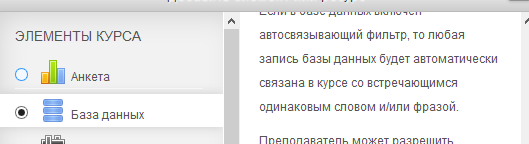 ЭЛЕМЕНТЫ КУРСА
Анкета
База данных
Если в базе данных включен
автосвязывающий фильтр, то любая
запись базы данных будет автоматически
связана в курсе со встречающимся
одинаковым словом и/или фразой.
Преподаватель может разрешить